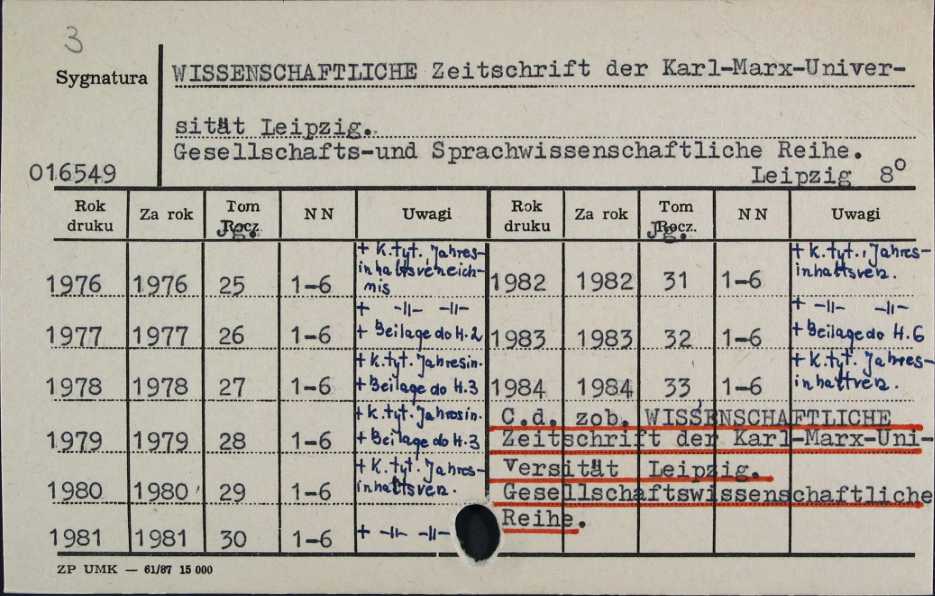 3
Sygnatura
WISSENSCHAFTLICHE Zeitschrift der Karl-Marx-Univer-
sität Leipzig.
Gesellschafts-und Sprachwissenschaftliche Reihe.
016549
Leipzig 8°
Rok druku Za rok Tom Rocz. Jg. NN Uwagi Rok druku Za rok Tom Rocz. Jg. NN Uwagi
1976 1976 25 1-6 + K.tyt. Jahres-inhaltsverzeichnis 1982 1982 31 1-6 + K.tyt., Jahres-inhaltsverz.
1977 1977 26 1-6 + -||- -||- + Beilage do H.2 1983 1983 32 1-6 + -||- -||- + Beilage do H.6
1978 1978 27 1-6 + K.tyt. Jahresin. + Beilage do H.3 1984 1984 33 1-6 + K.tyt. Jahres-inhaltverz.
1979 1979 28 1-6 + K.tyt. Jahresin. + Beilage do H.3
C.d. zob. WISSENSCHAFTLICHE
Zeitschrift der Karl-Marx-Uni-
1980 1980 29 1-6 + K.tyt. Jahres-inhaltsverz.
versität Leipzig.
Gesellschaftswissenschaftliche
1981 1981 30 1-6 + -||- -||-
Reihe.
ZP UMK — 61/87 15 000